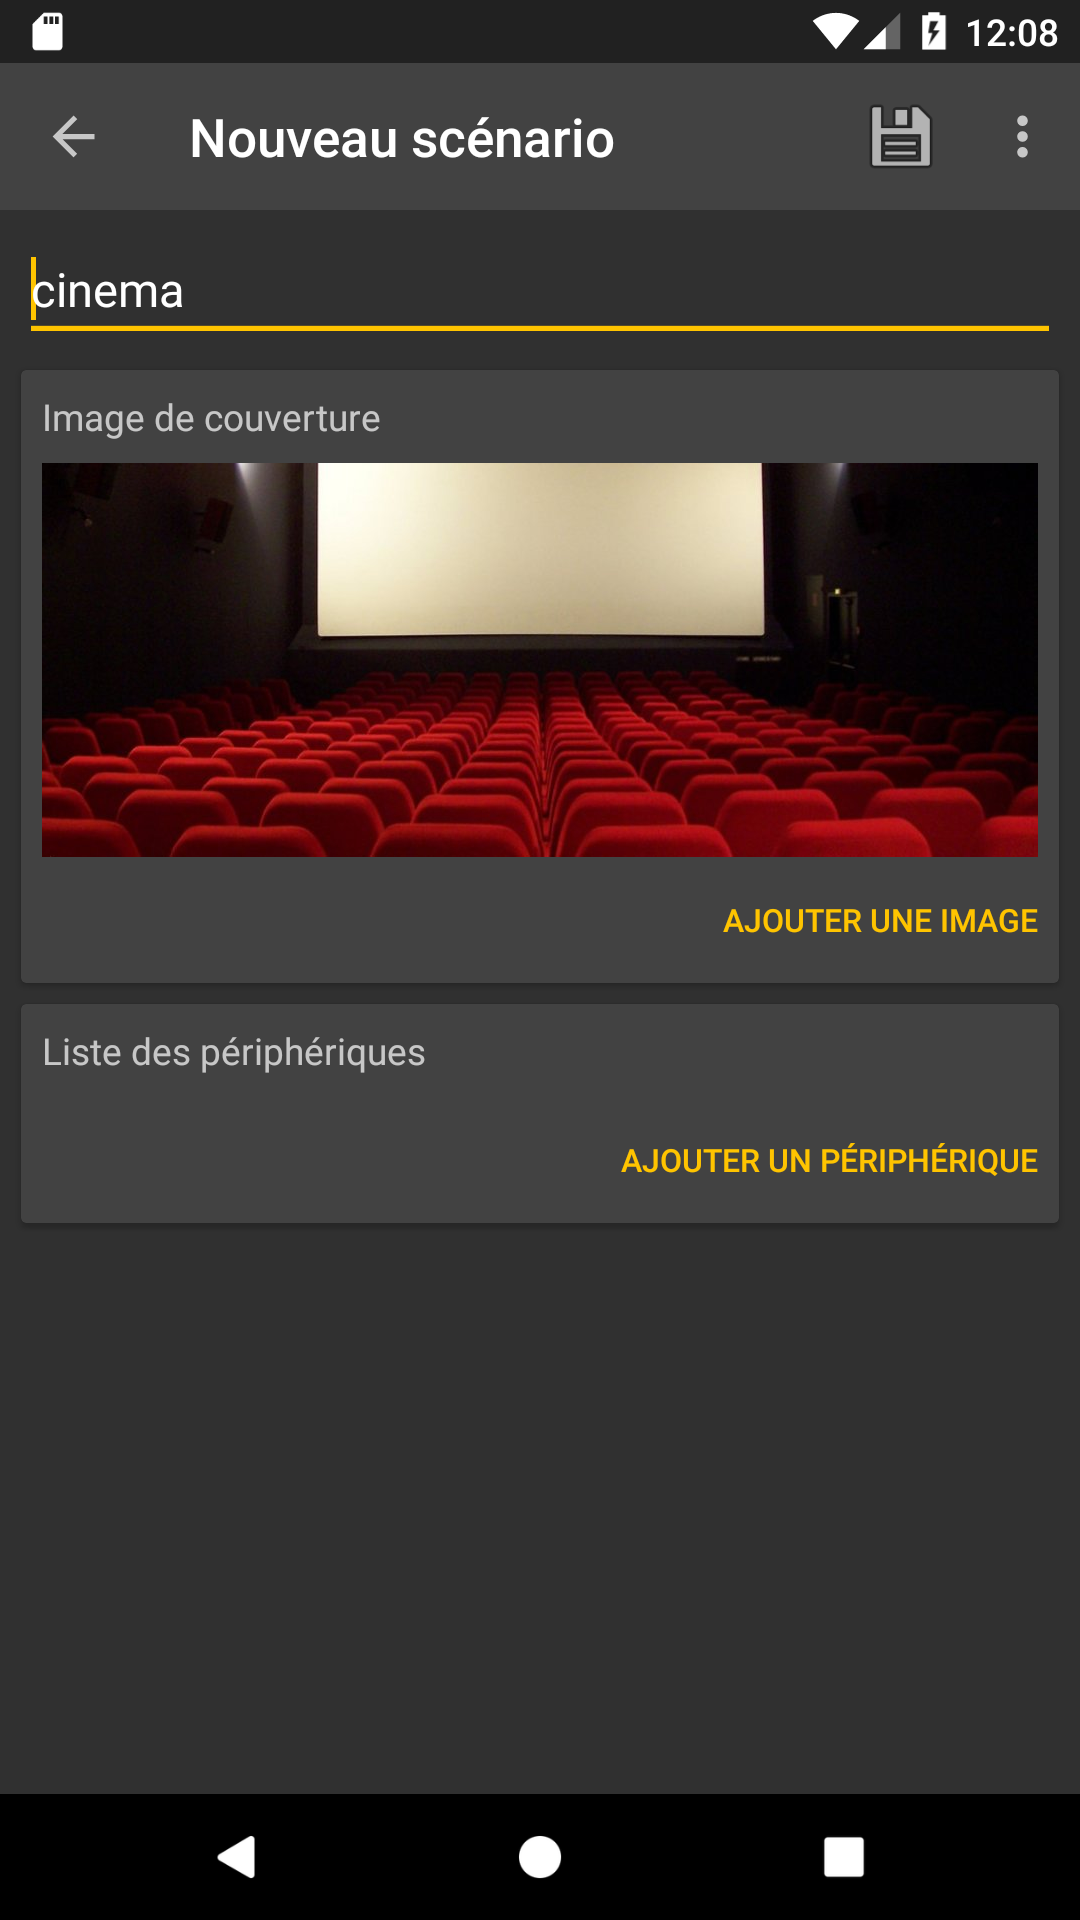 12:08
Nouveau scénario
cinema
Image de couverture
AJOUTER UNE IMAGE
Liste des périphériques
AJOUTER UN PÉRIPHÉRIQUE